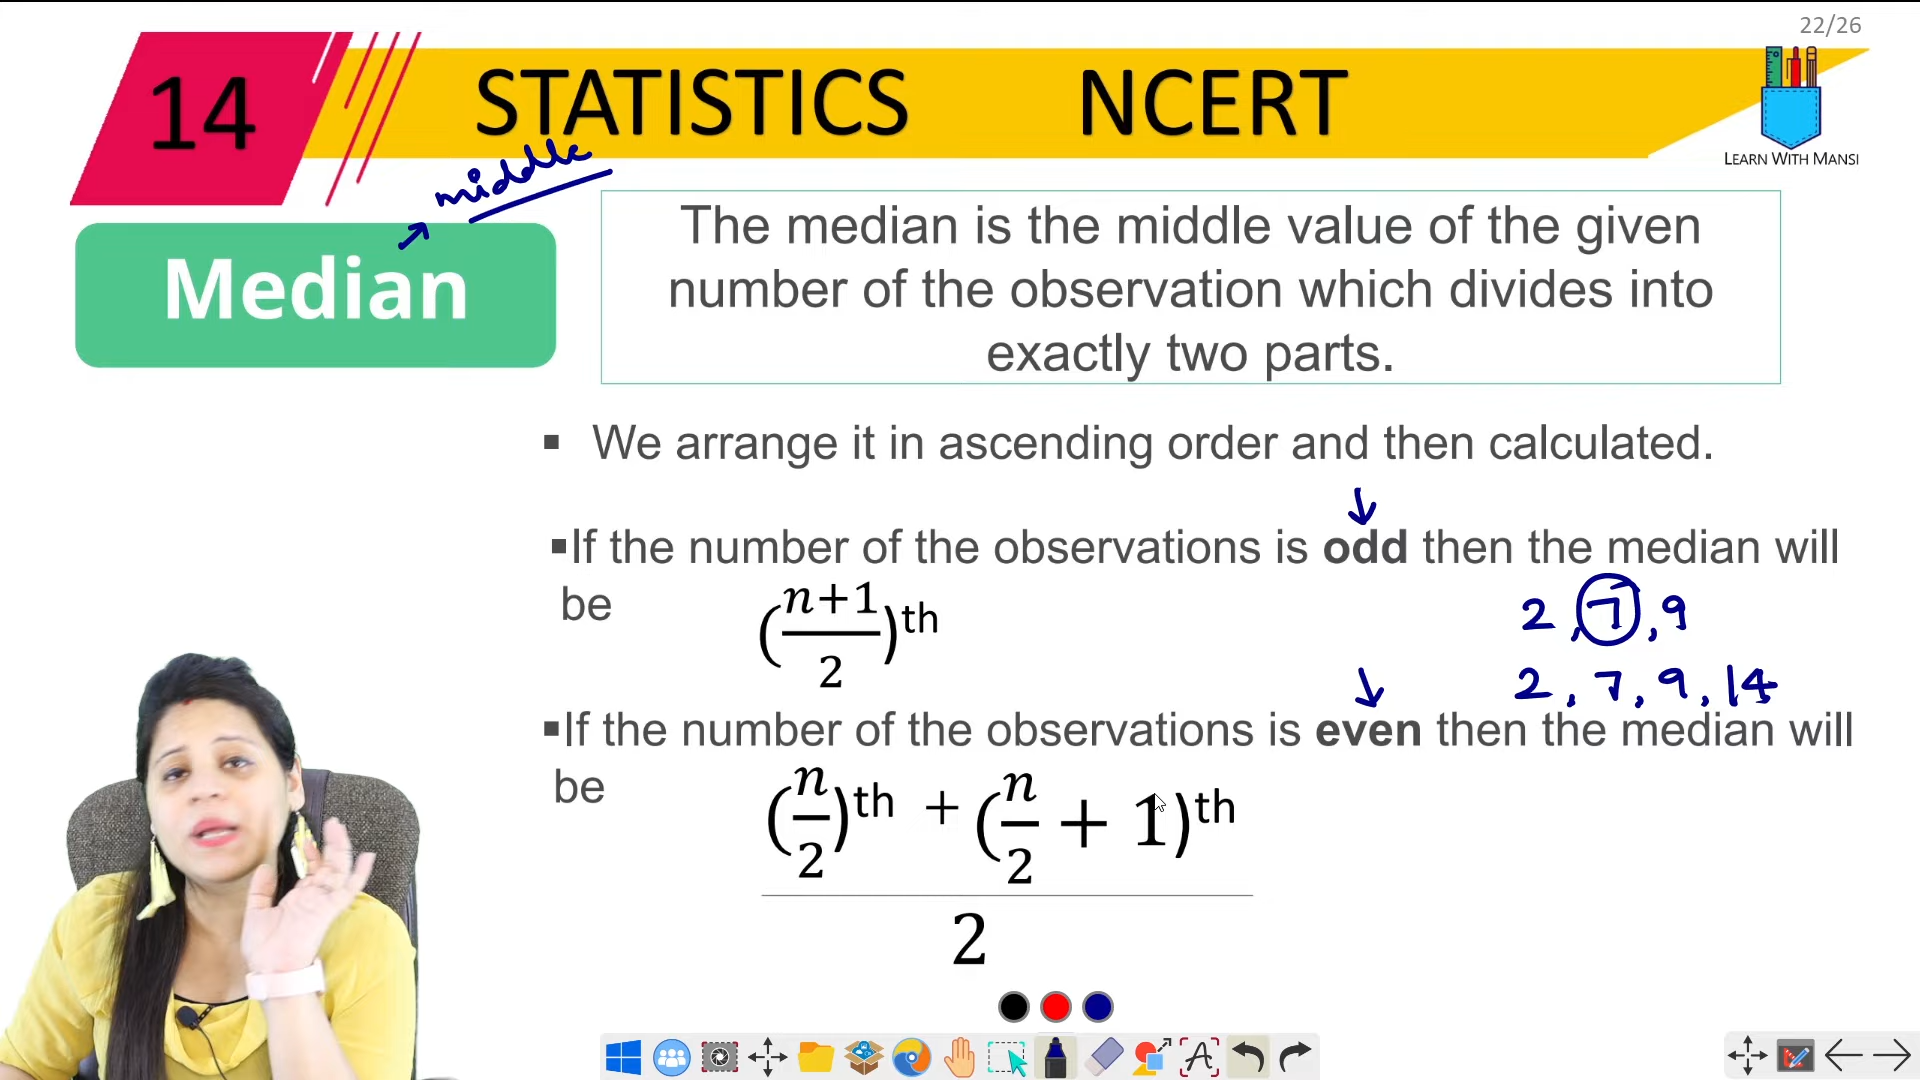 22/26
14 STATISTICS NCERT
LEARN WITH MANSI
middle
Median
The median is the middle value of the given
number of the observation which divides into
exactly two parts.
▪ We arrange it in ascending order and then calculated.
▪If the number of the observations is odd then the median will
be (n+1/2)th
2, 7, 9
2, 7, 9, 14
▪If the number of the observations is even then the median will
be (n/2)th + (n/2 + 1)th
2